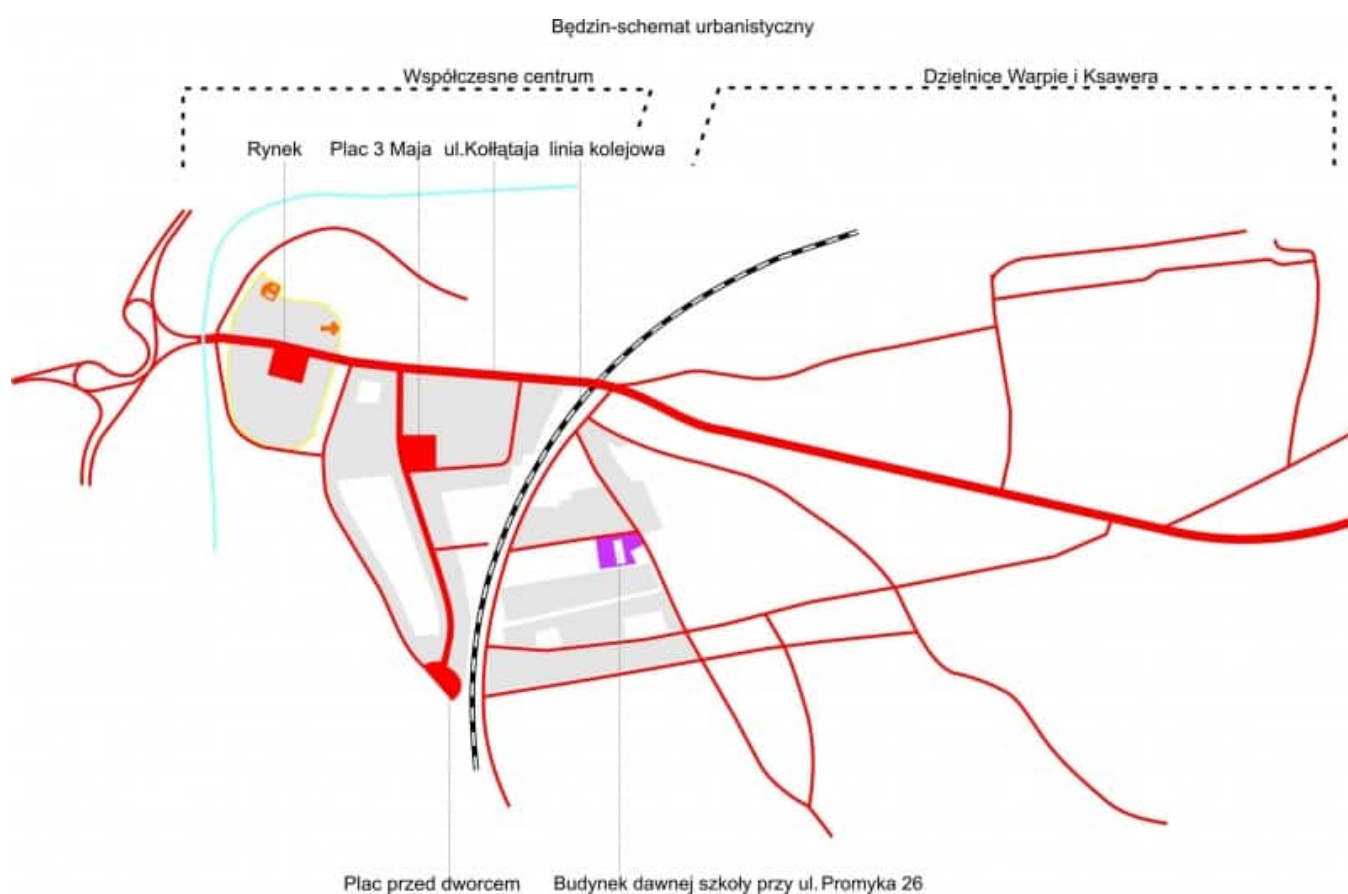 Będzin-schemat urbanistyczny
Współczesne centrum
Dzielnice Warpie i Ksawera
Rynek
Plac 3 Maja
ul.Kołłątaja
linia kolejowa
Plac przed dworcem
Budynek dawnej szkoły przy ul. Promyka 26